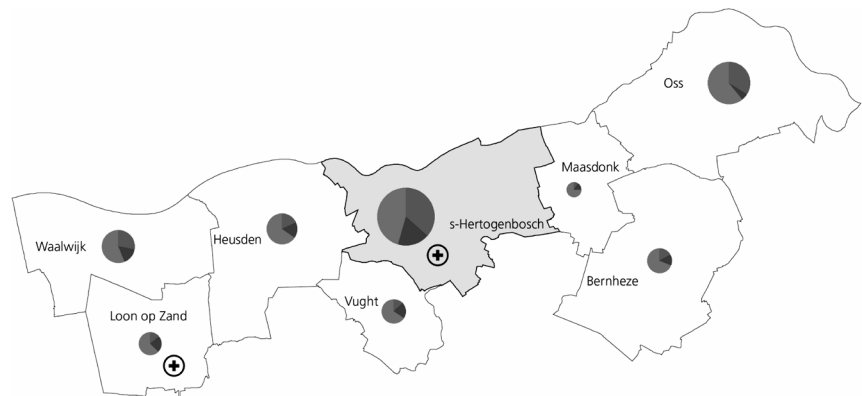 Oss
Maasdonk
s-Hertogenbosch
Heusden
Waalwijk
Bernheze
Vught
Loon op Zand